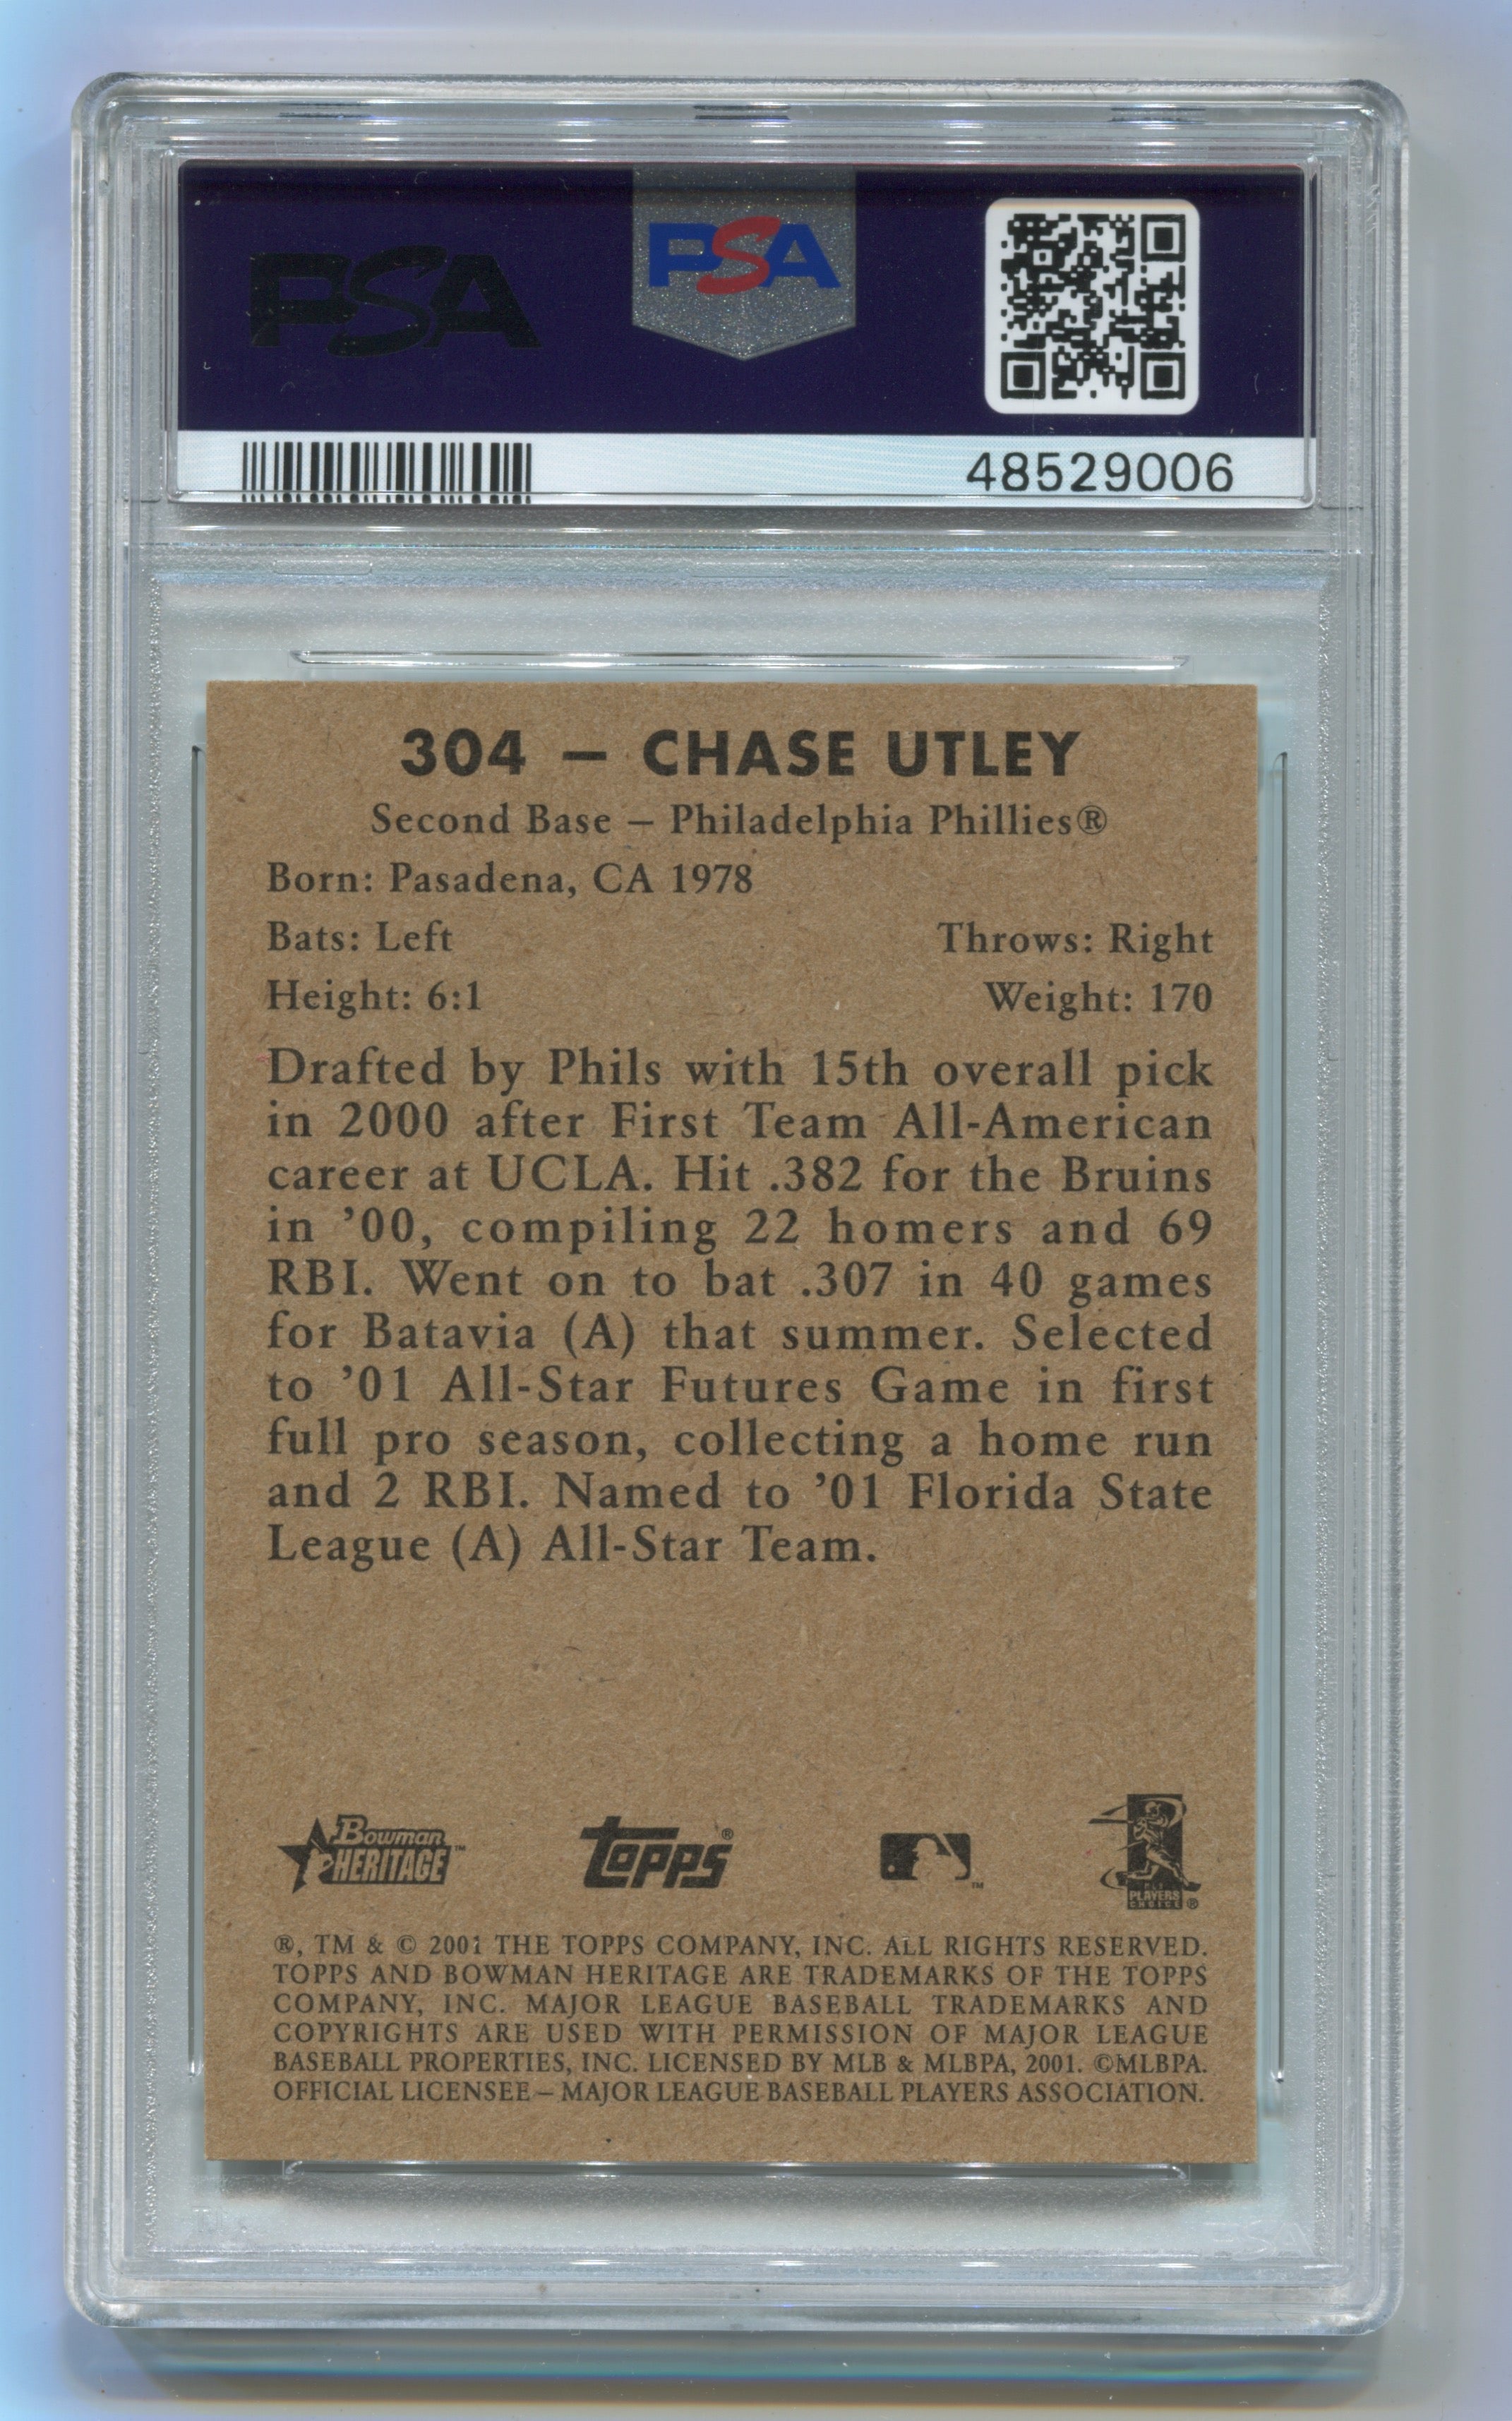 PSA
PSA
48529006
304 – CHASE UTLEY
Second Base – Philadelphia Phillies®
Born: Pasadena, CA 1978
Bats: Left Throws: Right
Height: 6:1 Weight: 170
Drafted by Phils with 15th overall pick
in 2000 after First Team All-American
career at UCLA. Hit .382 for the Bruins
in ’00, compiling 22 homers and 69
RBI. Went on to bat .307 in 40 games
for Batavia (A) that summer. Selected
to ’01 All-Star Futures Game in first
full pro season, collecting a home run
and 2 RBI. Named to ’01 Florida State
League (A) All-Star Team.
Bowman
HERITAGE™
Topps®
™
PLAYERS
CHOICE®
®, TM & © 2001 THE TOPPS COMPANY, INC. ALL RIGHTS RESERVED.
TOPPS AND BOWMAN HERITAGE ARE TRADEMARKS OF THE TOPPS
COMPANY, INC. MAJOR LEAGUE BASEBALL TRADEMARKS AND
COPYRIGHTS ARE USED WITH PERMISSION OF MAJOR LEAGUE
BASEBALL PROPERTIES, INC. LICENSED BY MLB & MLBPA, 2001. ©MLBPA.
OFFICIAL LICENSEE – MAJOR LEAGUE BASEBALL PLAYERS ASSOCIATION.
PSA